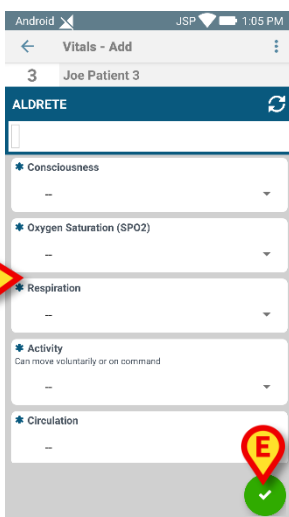 Android JSP 1:05 PM
Vitals - Add
3 Joe Patient 3
ALDRETE
* Consciousness
--
* Oxygen Saturation (SPO2)
--
* Respiration
--
* Activity
Can move voluntarily or on command
--
* Circulation
--
E